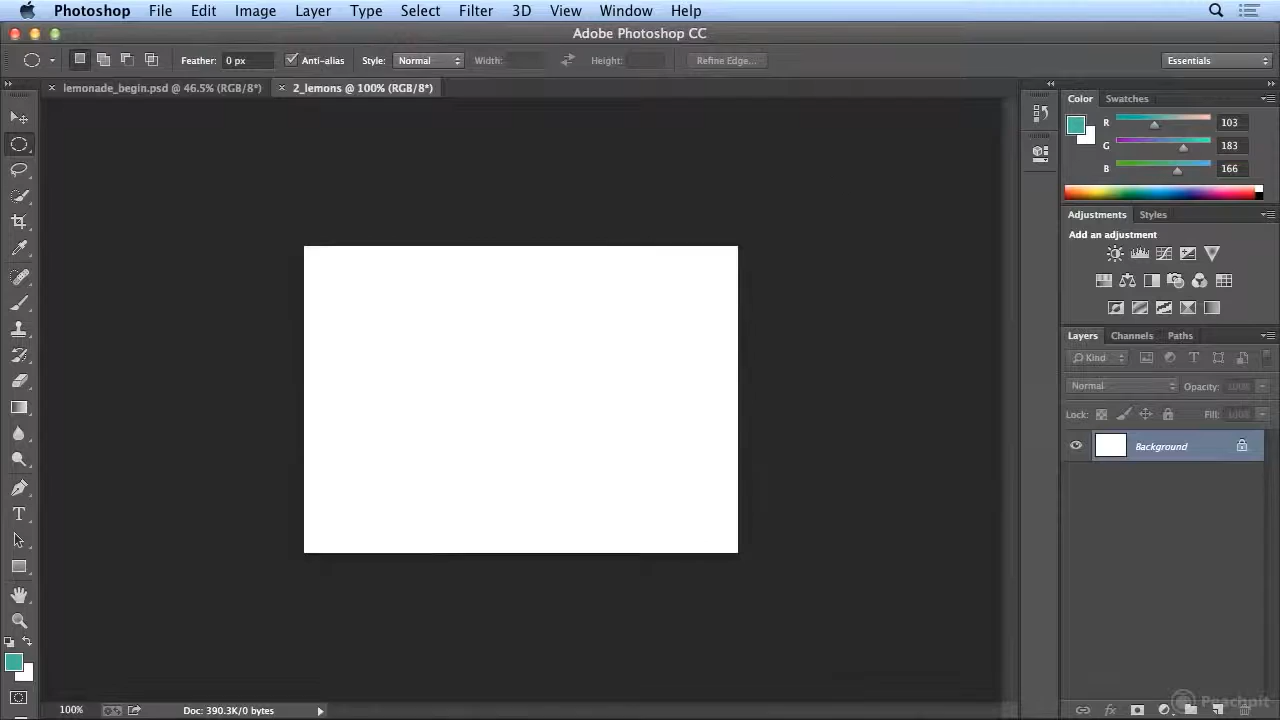 Photoshop File Edit Image Layer Type Select Filter 3D View Window Help
Adobe Photoshop CC
Feather: 0 px Anti-alias Style: Normal Width: Height: Refine Edge... Essentials
lemonade_begin.psd @ 46.5% (RGB/8*) 2_lemons @ 100% (RGB/8*)
Color Swatches
R 103
G 183
B 166
Adjustments Styles
Add an adjustment
Layers Channels Paths
Kind
Normal Opacity: 100%
Lock: Fill: 100%
Background
100% Doc: 390.3K/0 bytes
Peachpit